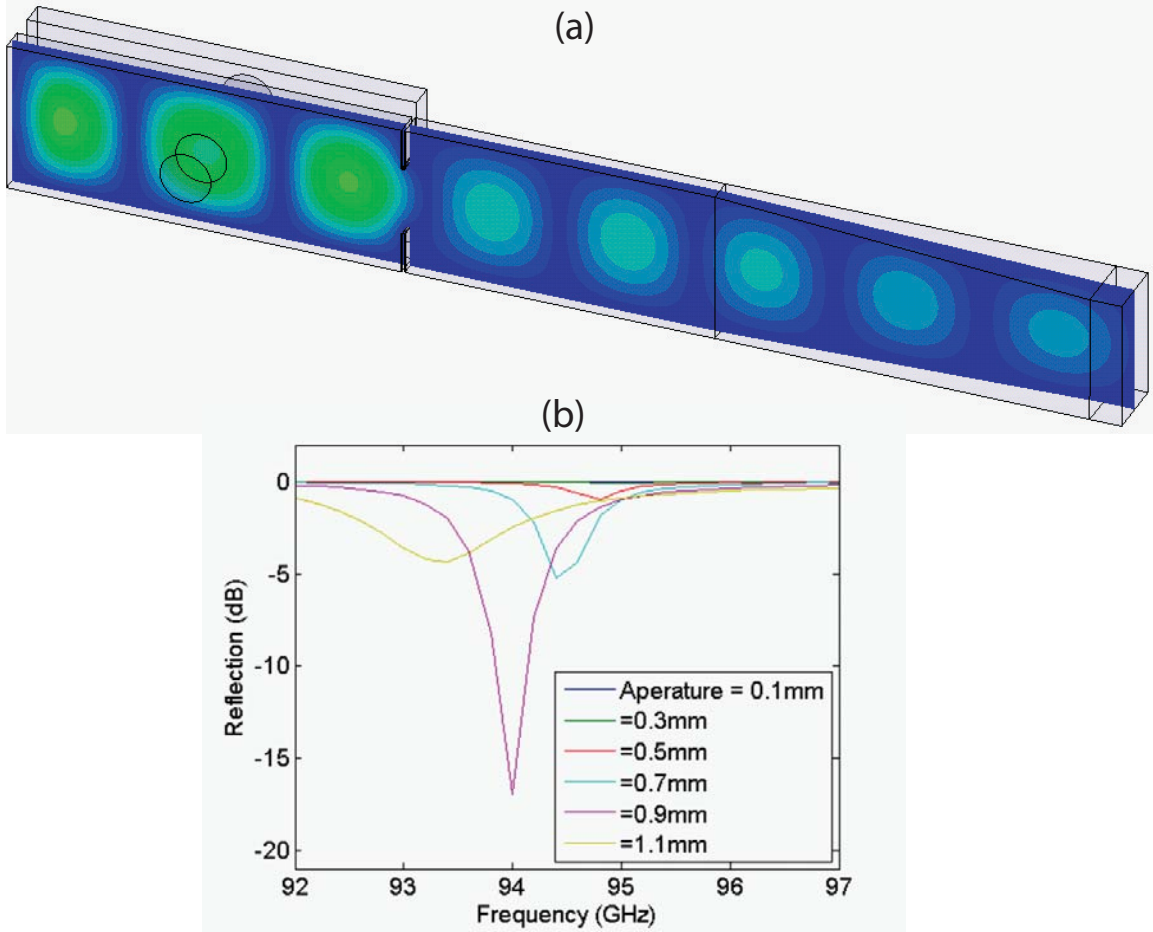 (a)
(b)
0
-5
-10
-15
-20
Reflection (dB)
Aperature = 0.1mm
=0.3mm
=0.5mm
=0.7mm
=0.9mm
=1.1mm
92 93 94 95 96 97
Frequency (GHz)